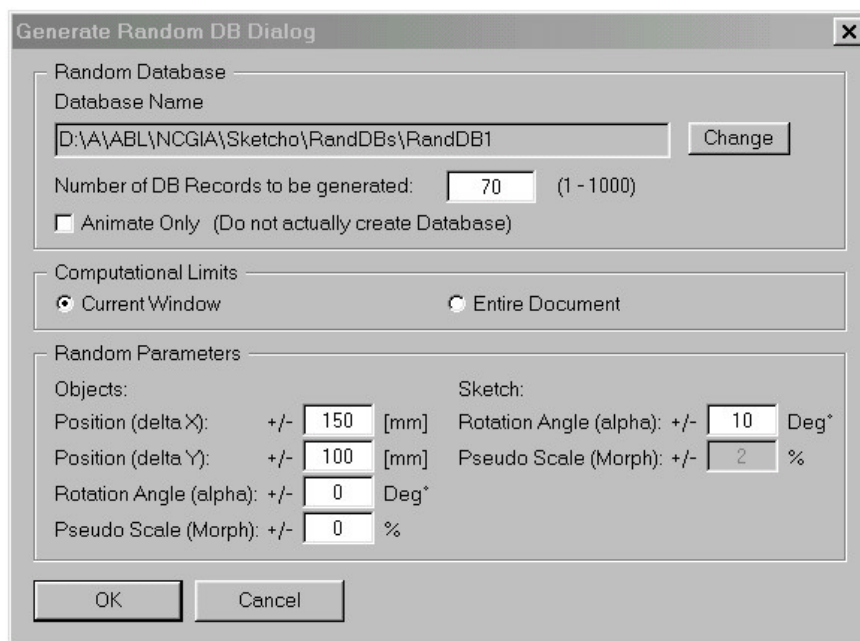 Generate Random DB Dialog
Random Database
Database Name
D:\A\ABL\NCGIA\Sketcho\RandDBs\RandDB1 Change
Number of DB Records to be generated: 70 (1 - 1000)
Animate Only (Do not actually create Database)
Computational Limits
Current Window Entire Document
Random Parameters
Objects: Sketch:
Position (delta X): +/- 150 [mm] Rotation Angle (alpha): +/- 10 Deg°
Position (delta Y): +/- 100 [mm] Pseudo Scale (Morph): +/- 2 %
Rotation Angle (alpha): +/- 0 Deg°
Pseudo Scale (Morph): +/- 0 %
OK Cancel